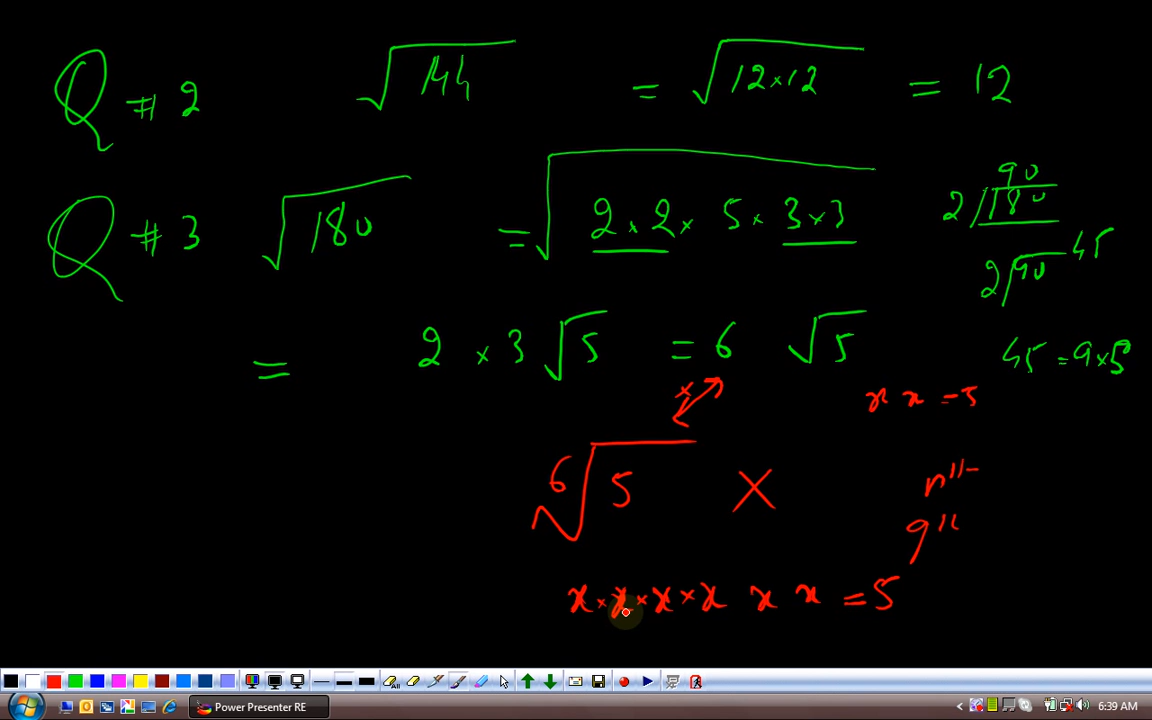 Q # 2 √144 = √12×12 = 12
Q # 3 √180 = √2×2×5×3×3
90
2 180
2 90 45
= 2 × 3 √5 = 6 √5
45 = 9×5
x
x x = 5
6√5 X
x × x × x × x x x = 5
Power Presenter RE
6:39 AM